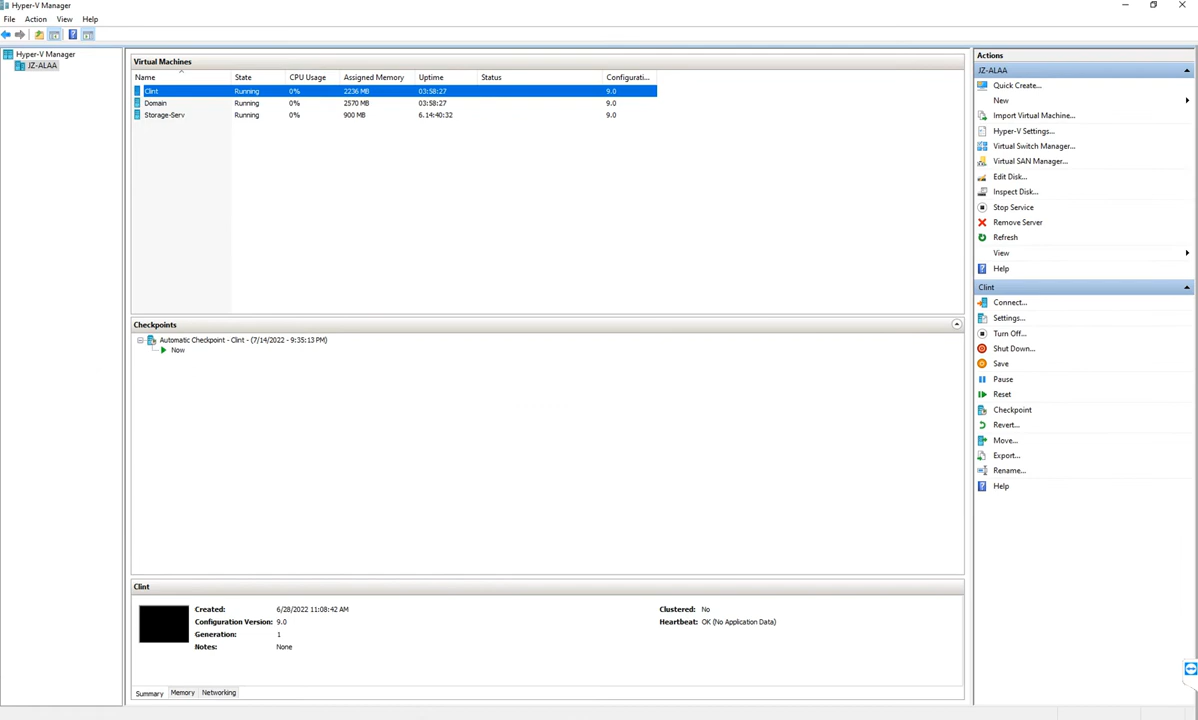 Hyper-V Manager
File Action View Help
Hyper-V Manager
JZ-ALAA
Virtual Machines
Name State CPU Usage Assigned Memory Uptime Status Configurati...
Clint Running 0% 2236 MB 03:58:27 9.0
Domain Running 0% 2570 MB 03:58:27 9.0
Storage-Serv Running 0% 900 MB 6.14:40:32 9.0
Checkpoints
Automatic Checkpoint - Clint - (7/14/2022 - 9:35:13 PM)
Now
Clint
Created: 6/28/2022 11:08:42 AM Clustered: No
Configuration Version: 9.0 Heartbeat: OK (No Application Data)
Generation: 1
Notes: None
Summary Memory Networking
Actions
JZ-ALAA
Quick Create...
New
Import Virtual Machine...
Hyper-V Settings...
Virtual Switch Manager...
Virtual SAN Manager...
Edit Disk...
Inspect Disk...
Stop Service
Remove Server
Refresh
View
Help
Clint
Connect...
Settings...
Turn Off...
Shut Down...
Save
Pause
Reset
Checkpoint
Revert...
Move...
Export...
Rename...
Help